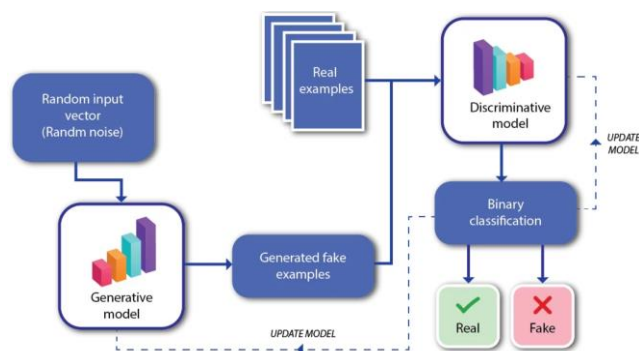 Random input
vector
(Randm noise)
Generative
model
Generated fake
examples
Real
examples
Discriminative
model
UPDATE
MODEL
Binary
classification
Real
Fake
UPDATE MODEL